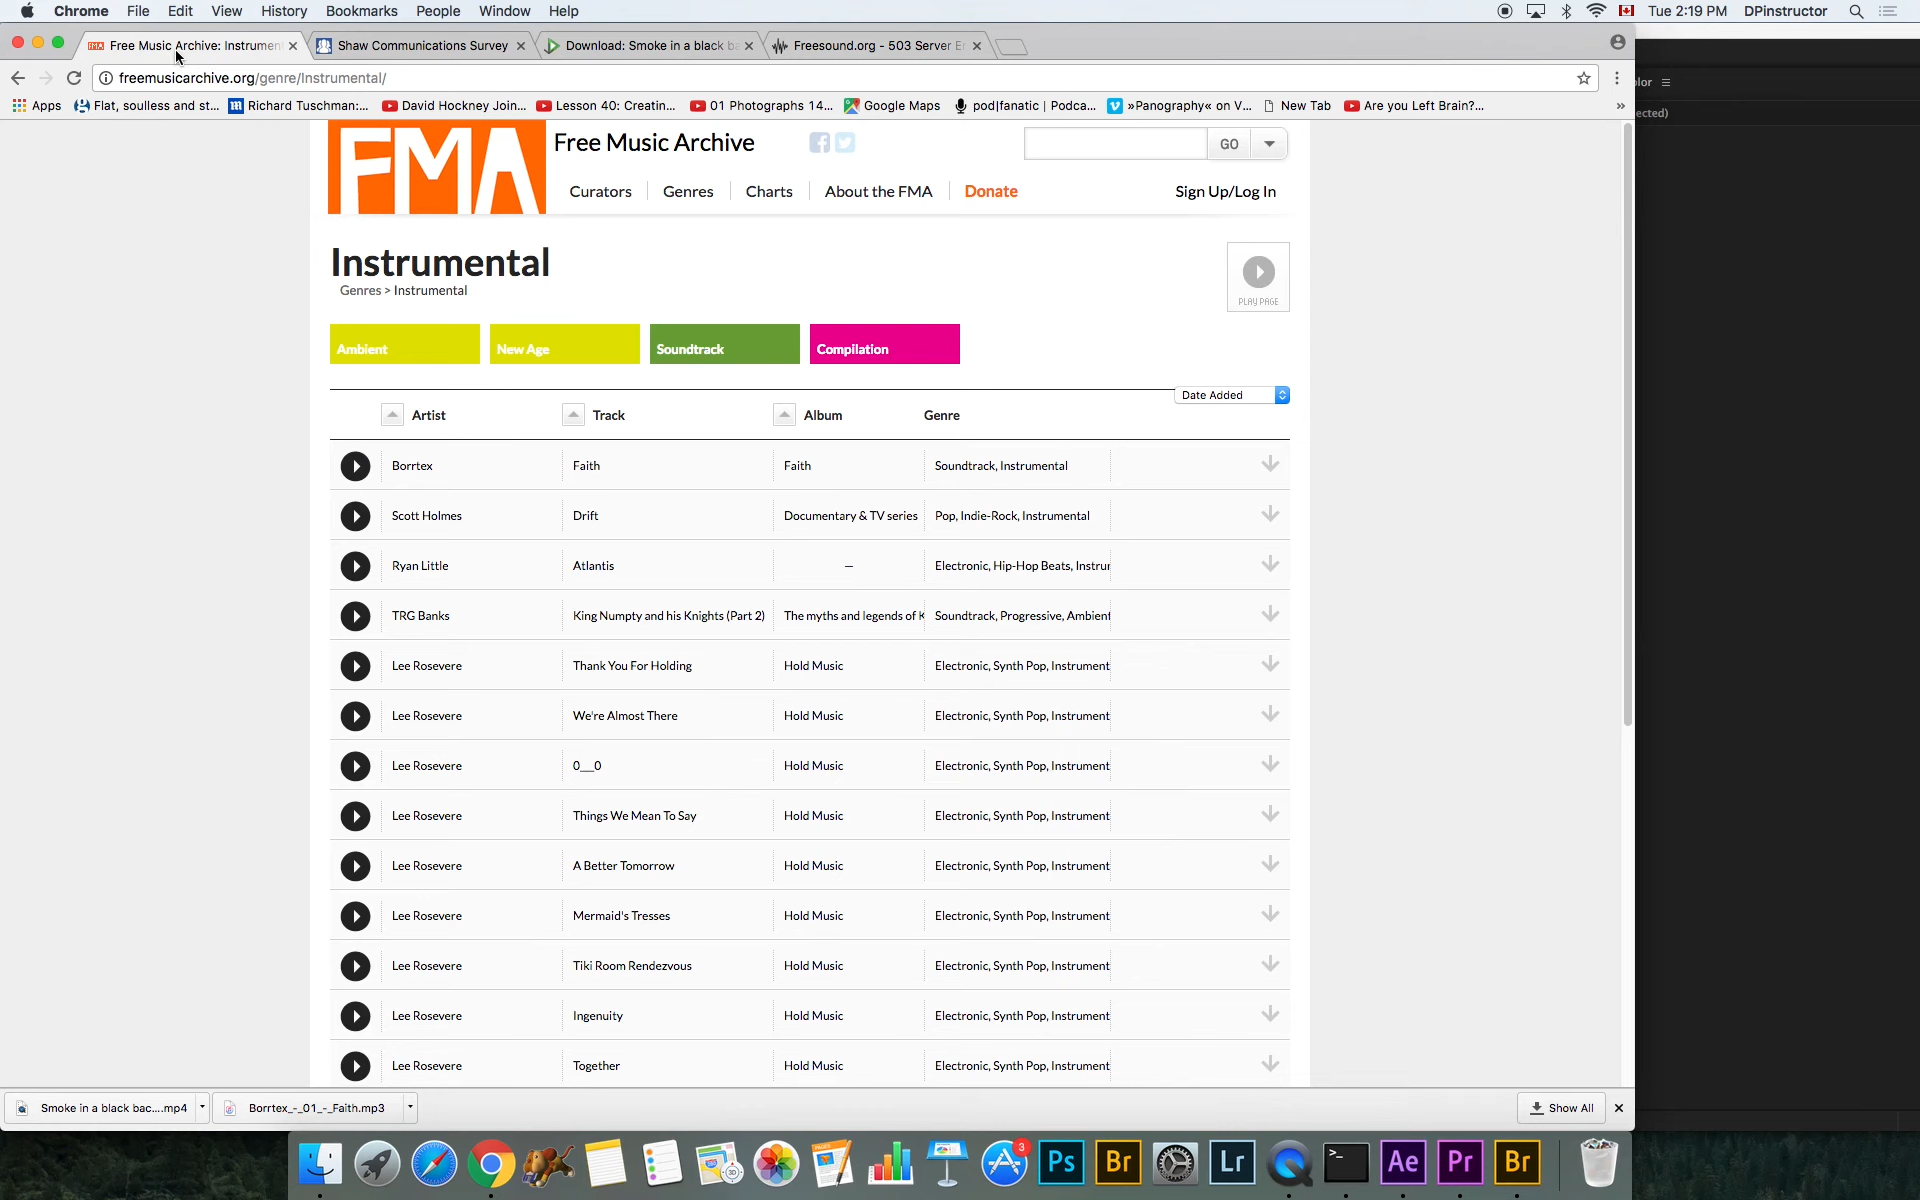 Chrome File Edit View History Bookmarks People Window Help Tue 2:19 PM DPinstructor
Free Music Archive: Instrumen Shaw Communications Survey Download: Smoke in a black ba Freesound.org - 503 Server Er
freemusicarchive.org/genre/Instrumental/
olor
Apps Flat, soulless and st... Richard Tuschman:... David Hockney Join... Lesson 40: Creatin... 01 Photographs 14... Google Maps pod|fanatic | Podca... »Panography« on V... New Tab Are you Left Brain?... »
ected)
FMA Free Music Archive GO
Curators Genres Charts About the FMA Donate Sign Up/Log In
Instrumental
Genres > Instrumental
PLAY PAGE
Ambient New Age Soundtrack Compilation
Date Added
Artist Track Album Genre
Borrtex Faith Faith Soundtrack, Instrumental
Scott Holmes Drift Documentary & TV series Pop, Indie-Rock, Instrumental
Ryan Little Atlantis — Electronic, Hip-Hop Beats, Instrur
TRG Banks King Numpty and his Knights (Part 2) The myths and legends of K Soundtrack, Progressive, Ambient
Lee Rosevere Thank You For Holding Hold Music Electronic, Synth Pop, Instrument
Lee Rosevere We're Almost There Hold Music Electronic, Synth Pop, Instrument
Lee Rosevere 0__0 Hold Music Electronic, Synth Pop, Instrument
Lee Rosevere Things We Mean To Say Hold Music Electronic, Synth Pop, Instrument
Lee Rosevere A Better Tomorrow Hold Music Electronic, Synth Pop, Instrument
Lee Rosevere Mermaid's Tresses Hold Music Electronic, Synth Pop, Instrument
Lee Rosevere Tiki Room Rendezvous Hold Music Electronic, Synth Pop, Instrument
Lee Rosevere Ingenuity Hold Music Electronic, Synth Pop, Instrument
Lee Rosevere Together Hold Music Electronic, Synth Pop, Instrument
Smoke in a black bac....mp4 Borrtex_-_01_-_Faith.mp3 Show All
3
Ps Br Lr >_ Ae Pr Br